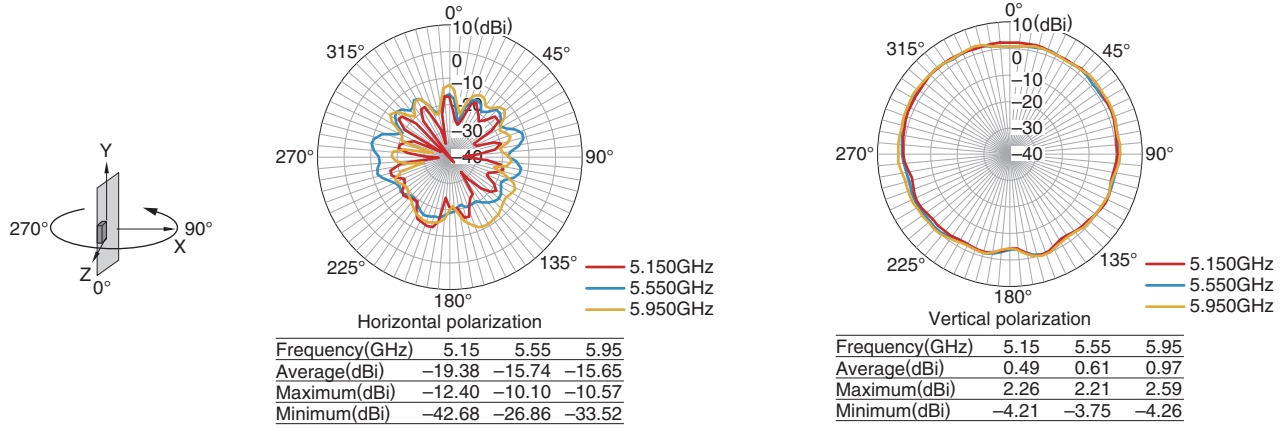 Y
270°
90°
X
Z
0°
0°
10(dBi)
315°
45°
0
−10
−20
−30
−40
270°
90°
225°
135°
180°
5.150GHz
5.550GHz
5.950GHz
Horizontal polarization
Frequency(GHz) 5.15 5.55 5.95
Average(dBi) −19.38 −15.74 −15.65
Maximum(dBi) −12.40 −10.10 −10.57
Minimum(dBi) −42.68 −26.86 −33.52
0°
10(dBi)
315°
45°
0
−10
−20
−30
−40
270°
90°
225°
135°
180°
5.150GHz
5.550GHz
5.950GHz
Vertical polarization
Frequency(GHz) 5.15 5.55 5.95
Average(dBi) 0.49 0.61 0.97
Maximum(dBi) 2.26 2.21 2.59
Minimum(dBi) −4.21 −3.75 −4.26